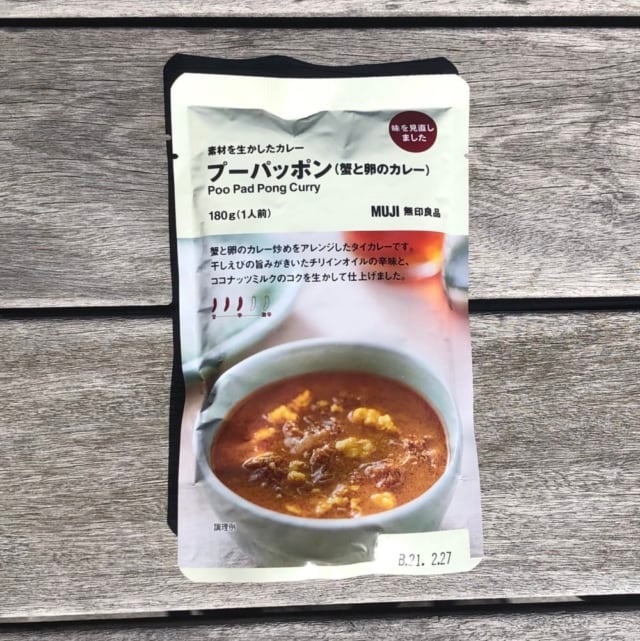 味を見直し
ました
素材を生かしたカレー
プーパッポン(蟹と卵のカレー)
Poo Pad Pong Curry
180g(1人前)
MUJI 無印良品
蟹と卵のカレー炒めをアレンジしたタイカレーです。
干しえびの旨みがきいたチリインオイルの辛味と、
ココナッツミルクのコクを生かして仕上げました。
調理例
B.21. 2.27